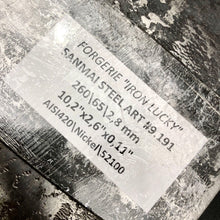 FORGERIE "IRON LUCKY"
SANMAI STEEL ART #9.191
260\65\2.8 mm
10.2"x2.6"x0.11"
AISI420\Nickel\52100